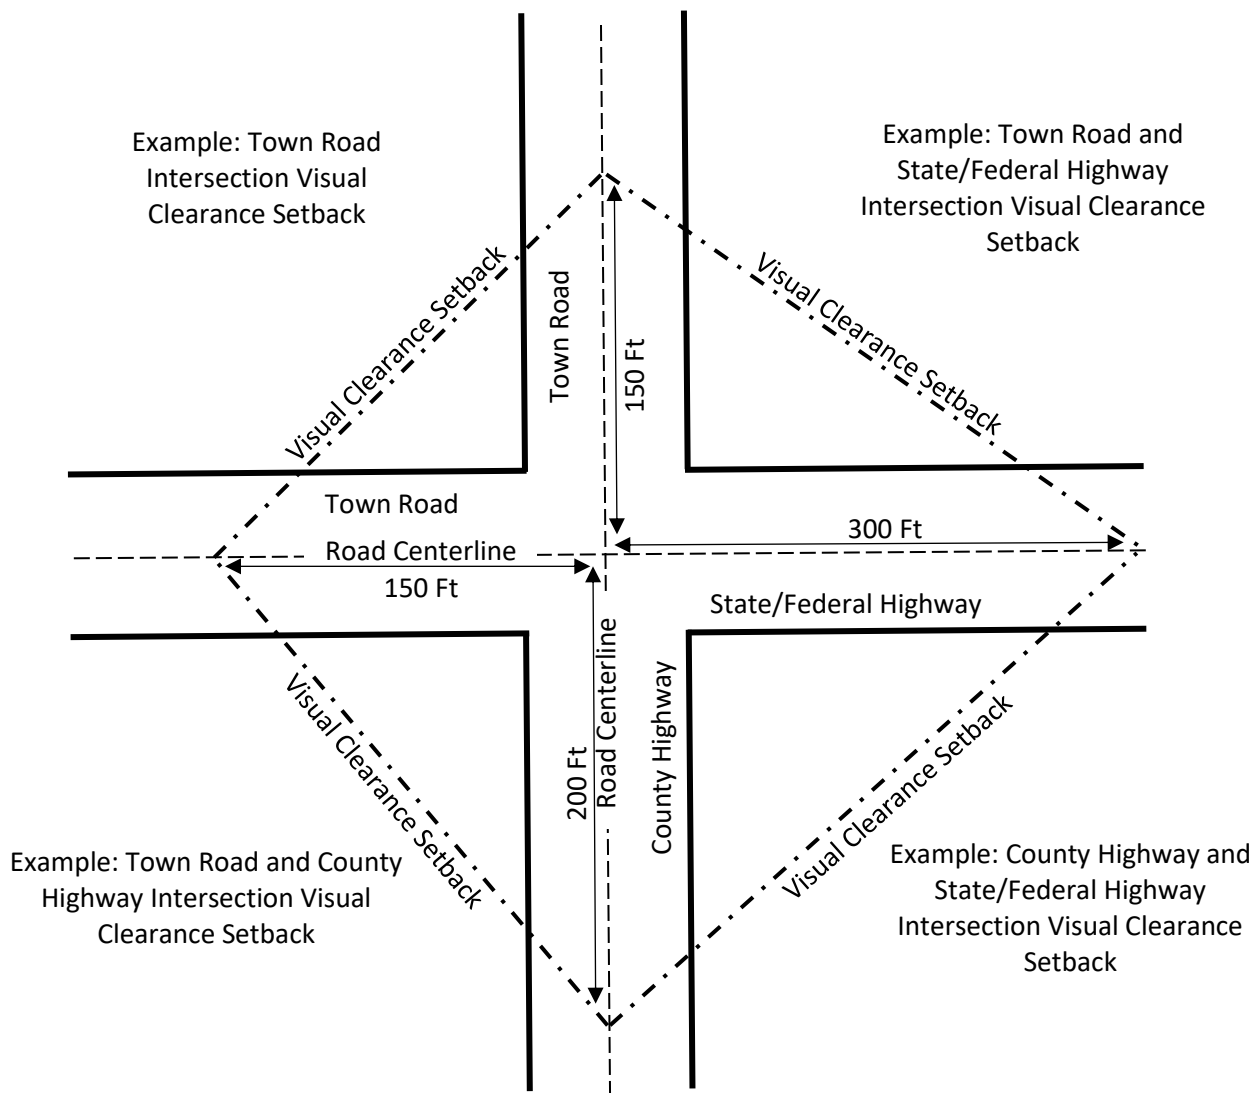 Example: Town Road
Intersection Visual
Clearance Setback
Example: Town Road and
State/Federal Highway
Intersection Visual Clearance
Setback
Visual Clearance Setback
Town Road
150 Ft
Visual Clearance Setback
Town Road
Road Centerline
150 Ft
300 Ft
State/Federal Highway
Visual Clearance Setback
200 Ft
Road Centerline
County Highway
Visual Clearance Setback
Example: Town Road and County
Highway Intersection Visual
Clearance Setback
Example: County Highway and
State/Federal Highway
Intersection Visual Clearance
Setback